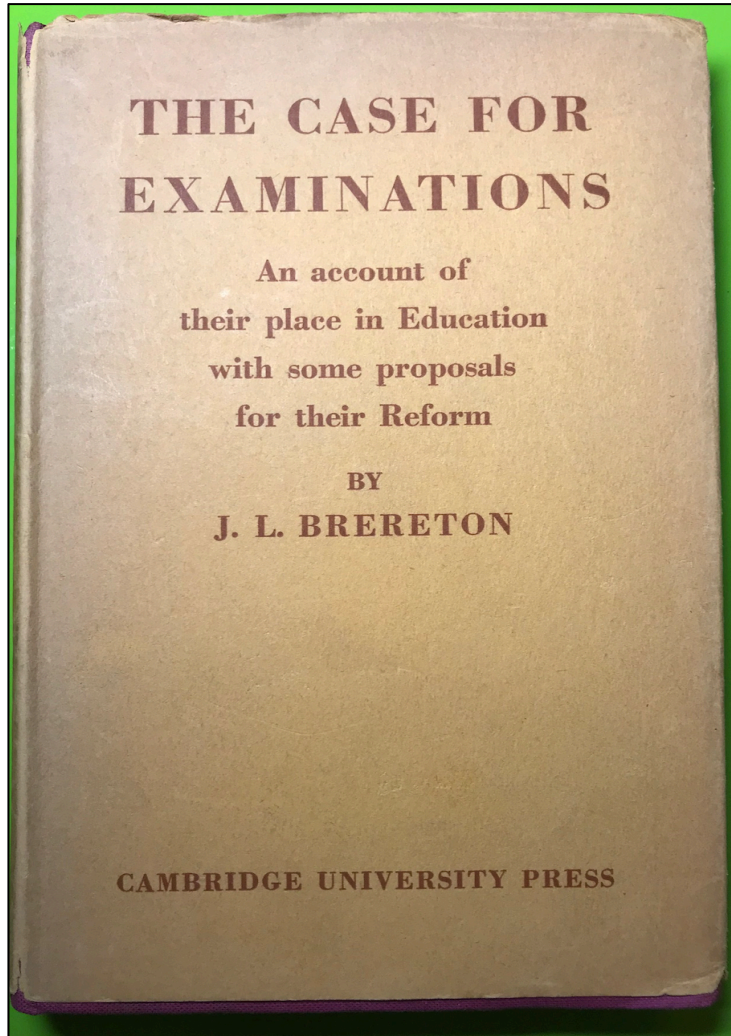 THE CASE FOR
EXAMINATIONS
An account of
their place in Education
with some proposals
for their Reform
BY
J. L. BRERETON
CAMBRIDGE UNIVERSITY PRESS